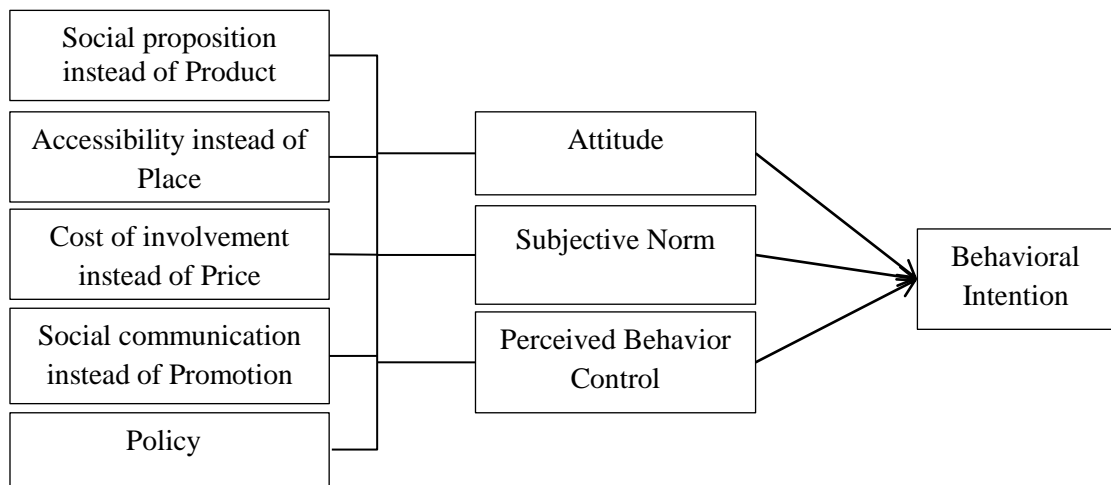 Social proposition
instead of Product
Accessibility instead of
Place
Cost of involvement
instead of Price
Social communication
instead of Promotion
Policy
Attitude
Subjective Norm
Perceived Behavior
Control
Behavioral
Intention